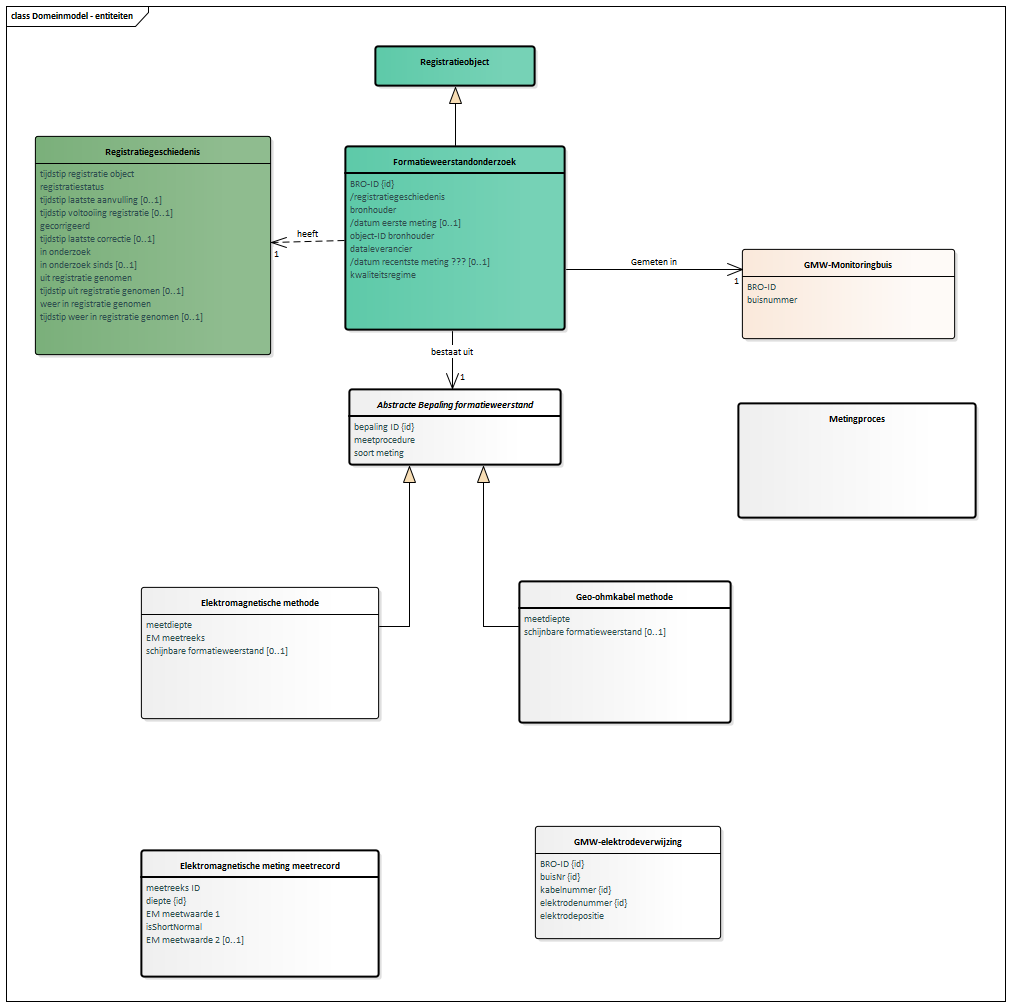 class Domeinmodel - entiteiten
Registratieobject
Registratiegeschiedenis
tijdstip registratie object
registratiestatus
tijdstip laatste aanvulling [0..1]
tijdstip voltooiing registratie [0..1]
gecorrigeerd
tijdstip laatste correctie [0..1]
in onderzoek
in onderzoek sinds [0..1]
uit registratie genomen
tijdstip uit registratie genomen [0..1]
weer in registratie genomen
tijdstip weer in registratie genomen [0..1]
heeft
1
Formatieweerstandonderzoek
BRO-ID {id}
/registratiegeschiedenis
bronhouder
/datum eerste meting [0..1]
object-ID bronhouder
dataleverancier
/datum recentste meting ??? [0..1]
kwaliteitsregime
Gemeten in
1
GMW-Monitoringbuis
BRO-ID
buisnummer
bestaat uit
1
Abstracte Bepaling formatieweerstand
bepaling ID {id}
meetprocedure
soort meting
Metingproces
Elektromagnetische methode
meetdiepte
EM meetreeks
schijnbare formatieweerstand [0..1]
Geo-ohmkabel methode
meetdiepte
schijnbare formatieweerstand [0..1]
Elektromagnetische meting meetrecord
meetreeks ID
diepte {id}
EM meetwaarde 1
isShortNormal
EM meetwaarde 2 [0..1]
GMW-elektrodeverwijzing
BRO-ID {id}
buisNr {id}
kabelnummer {id}
elektrodenummer {id}
elektrodepositie